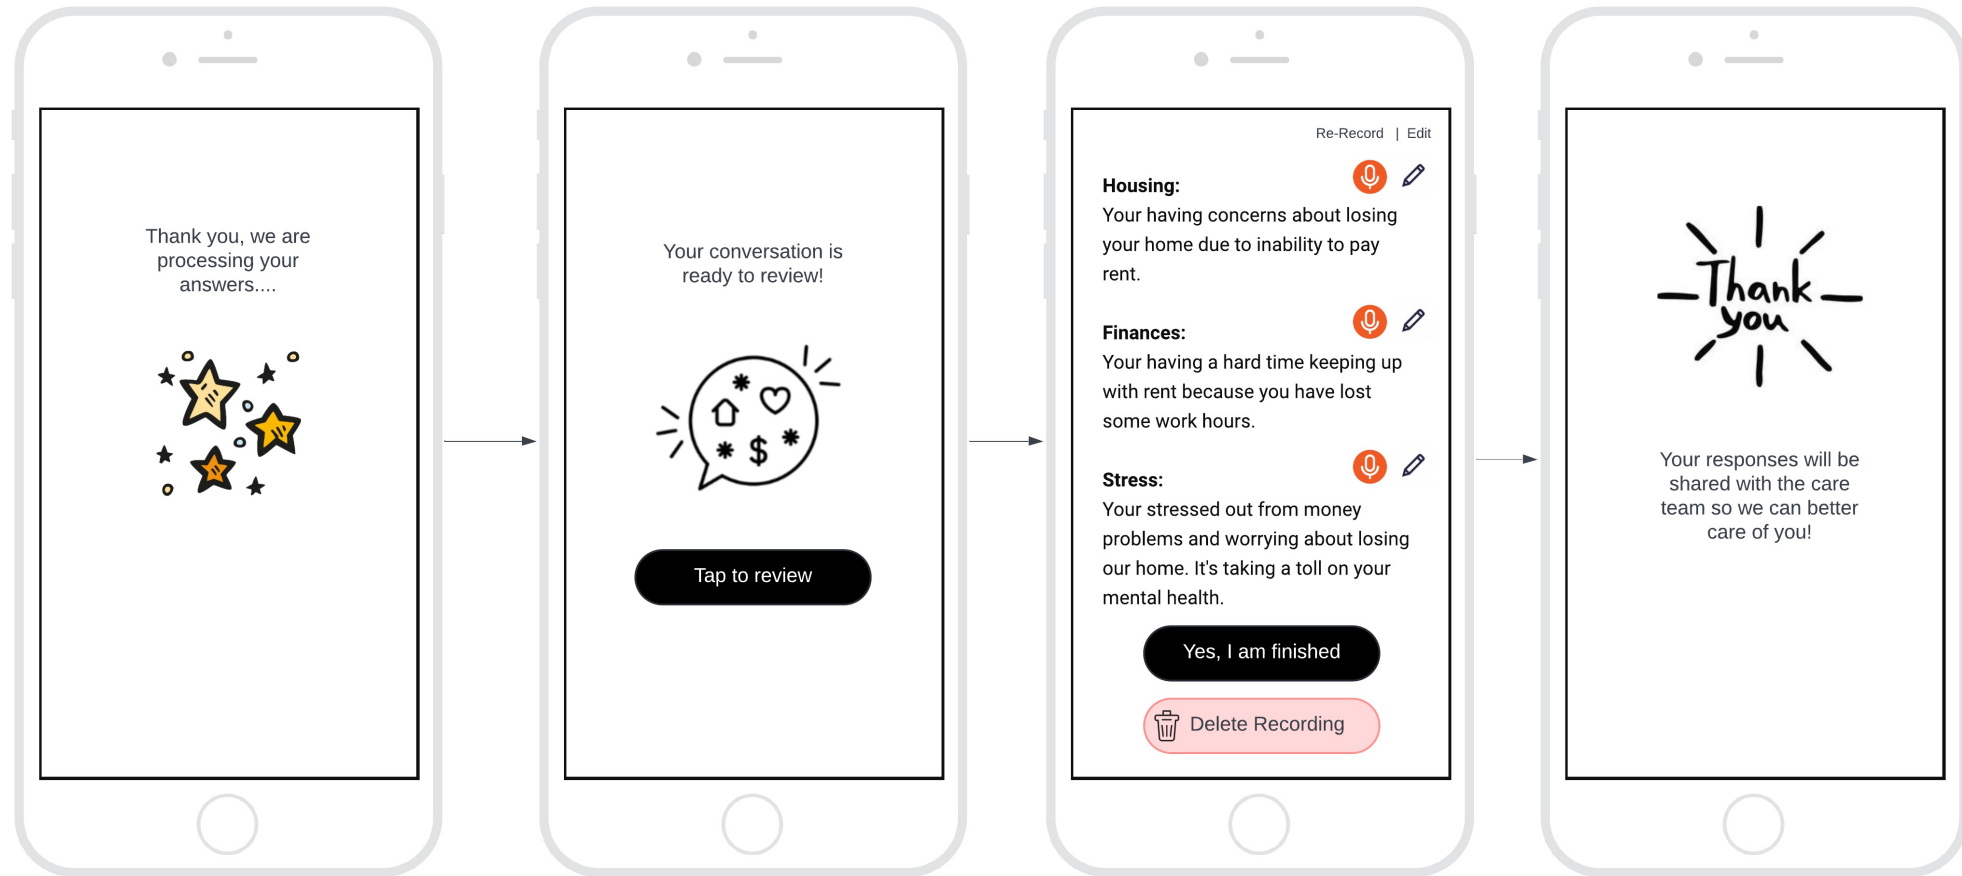 Thank you, we are
processing your
answers....
Your conversation is
ready to review!
$
Tap to review
Re-Record | Edit
Housing:
Your having concerns about losing
your home due to inability to pay
rent.
Finances:
Your having a hard time keeping up
with rent because you have lost
some work hours.
Stress:
Your stressed out from money
problems and worrying about losing
our home. It's taking a toll on your
mental health.
Yes, I am finished
Delete Recording
Thank
you
Your responses will be
shared with the care
team so we can better
care of you!